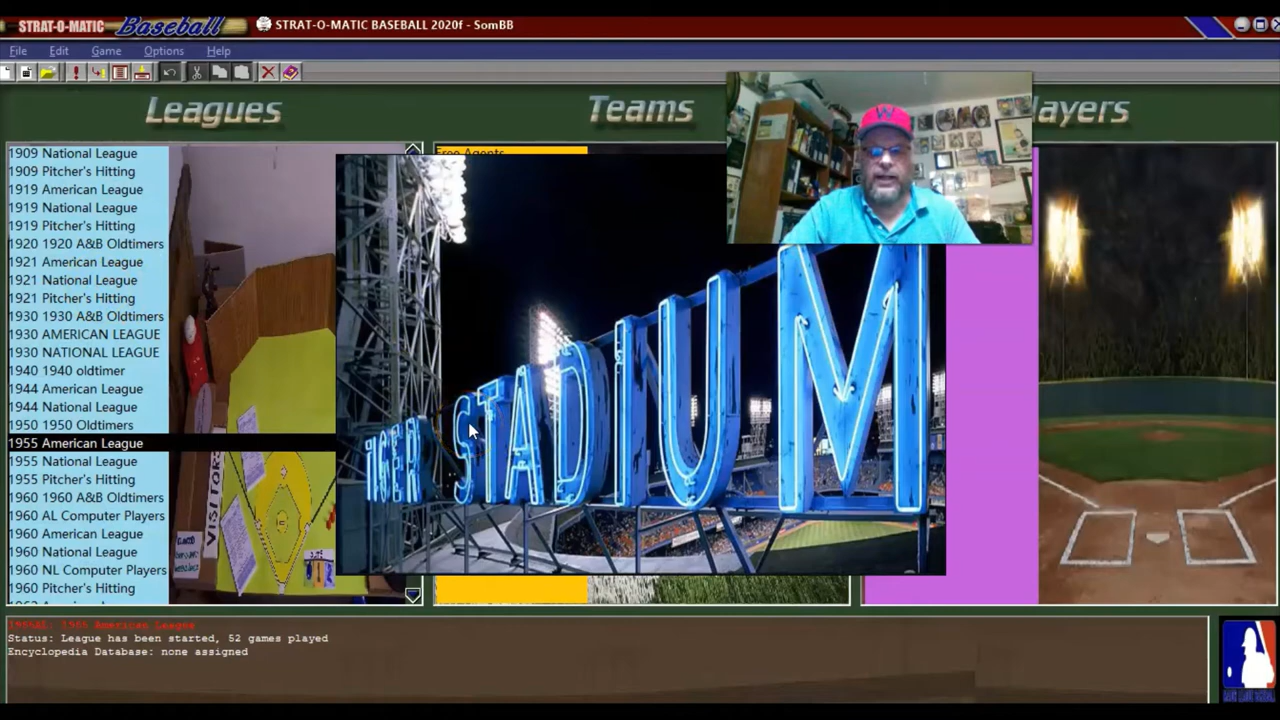 STRAT-O-MATIC Baseball STRAT-O-MATIC BASEBALL 2020f - SomBB
File Edit Game Options Help
Leagues Teams layers
Free Agents
1909 National League
1909 Pitcher's Hitting
1919 American League
1919 National League
1919 Pitcher's Hitting
1920 1920 A&B Oldtimers
1921 American League
1921 National League
1921 Pitcher's Hitting
1930 1930 A&B Oldtimers
1930 AMERICAN LEAGUE
1930 NATIONAL LEAGUE
1940 1940 oldtimer
1944 American League
1944 National League
1950 1950 Oldtimers
1955 American League
1955 National League
1955 Pitcher's Hitting
1960 1960 A&B Oldtimers
1960 AL Computer Players
1960 American League
1960 National League
1960 NL Computer Players
1960 Pitcher's Hitting
VISITORS
IGER STADIUM
W
Status: League has been started, 52 games played
Encyclopedia Database: none assigned